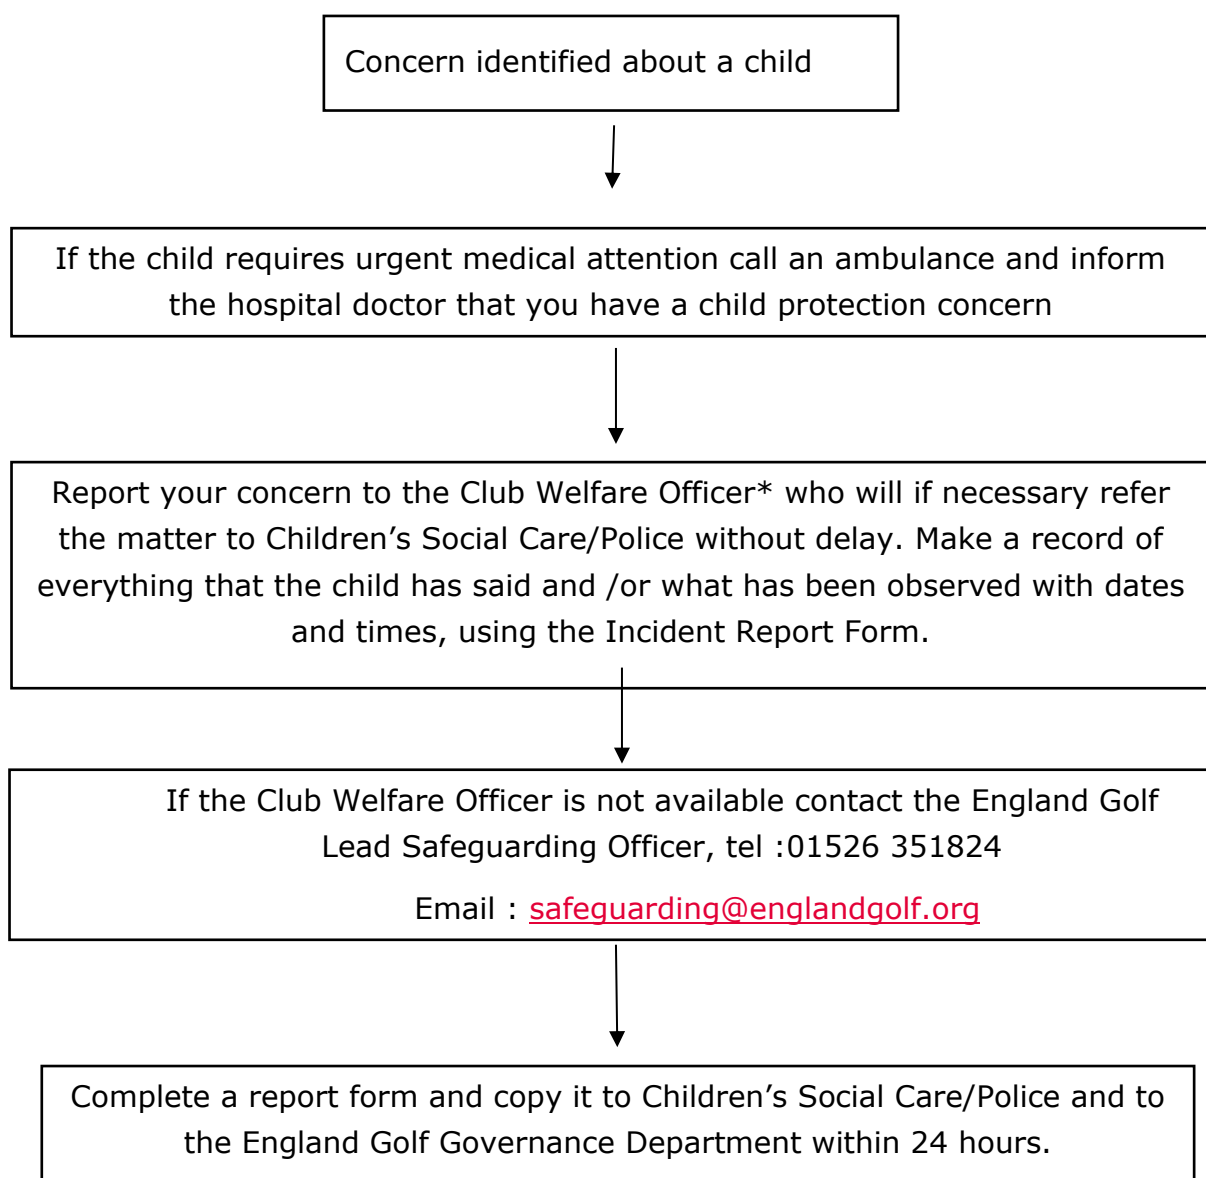 Concern identified about a child
If the child requires urgent medical attention call an ambulance and inform
the hospital doctor that you have a child protection concern
Report your concern to the Club Welfare Officer* who will if necessary refer
the matter to Children’s Social Care/Police without delay. Make a record of
everything that the child has said and /or what has been observed with dates
and times, using the Incident Report Form.
If the Club Welfare Officer is not available contact the England Golf
Lead Safeguarding Officer, tel :01526 351824
Email : safeguarding@englandgolf.org
Complete a report form and copy it to Children’s Social Care/Police and to
the England Golf Governance Department within 24 hours.